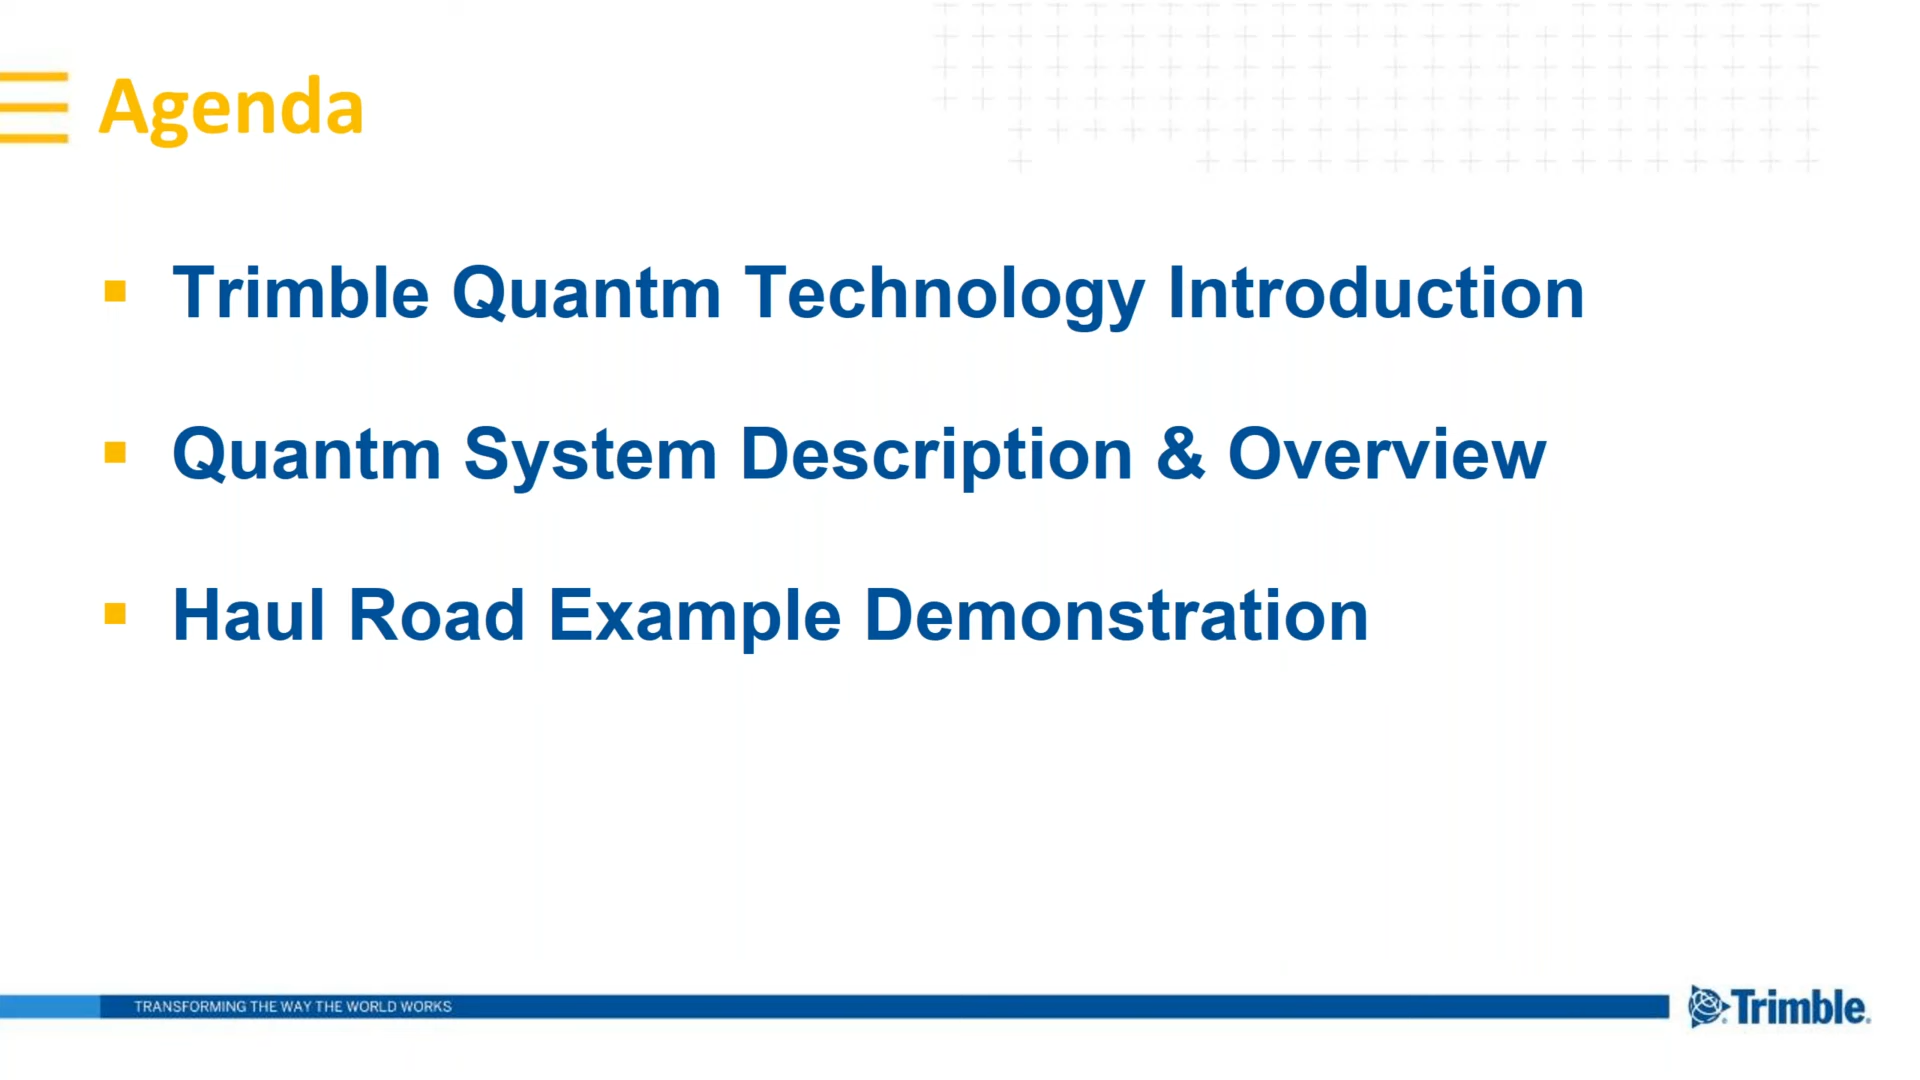 Agenda
Trimble Quantm Technology Introduction
Quantm System Description & Overview
Haul Road Example Demonstration
TRANSFORMING THE WAY THE WORLD WORKS
Trimble